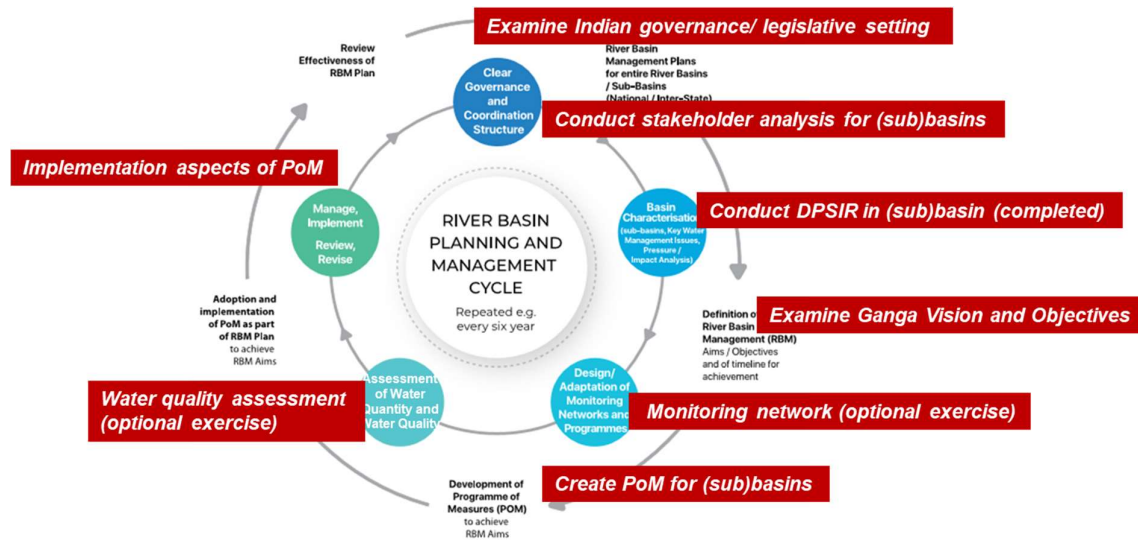 Examine Indian governance/ legislative setting
Review
Effectiveness of
RBM Plan
River Basin
Management Plans
for entire River Basins
/ Sub-Basins
(National / Inter-State)
Clear
Governance
and
Coordination
Structure
Conduct stakeholder analysis for (sub)basins
Implementation aspects of PoM
Manage,
Implement
Review,
Revise
RIVER BASIN
PLANNING AND
MANAGEMENT
CYCLE
Repeated e.g.
every six year
Basin
Characterisation
(sub-basins, Key Water
Management Issues,
Pressure /
Impact Analysis)
Conduct DPSIR in (sub)basin (completed)
Adoption and
implementation
of PoM as part
of RBM Plan
to achieve
RBM Aims
Definition of
River Basin
Management (RBM)
Aims / Objectives
and of timeline for
achievement
Examine Ganga Vision and Objectives
Water quality assessment
(optional exercise)
Assessment
of Water
Quantity and
Water Quality
Design/
Adaptation of
Monitoring
Networks and
Programmes
Monitoring network (optional exercise)
Development of
Programme of
Measures (POM)
to achieve
RBM Aims
Create PoM for (sub)basins